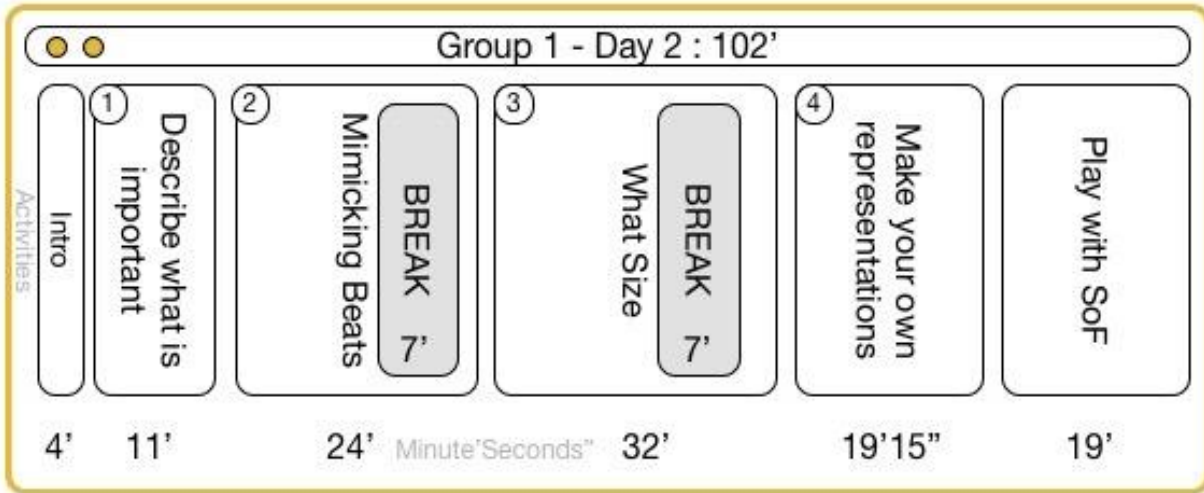 Group 1 - Day 2 : 102’
Activities
Intro
1
Describe what is
important
2
Mimicking Beats
BREAK 7’
3
What Size
BREAK 7’
4
Make your own
representations
Play with SoF
4’ 11’ 24’ Minute’Seconds” 32’ 19’15” 19’